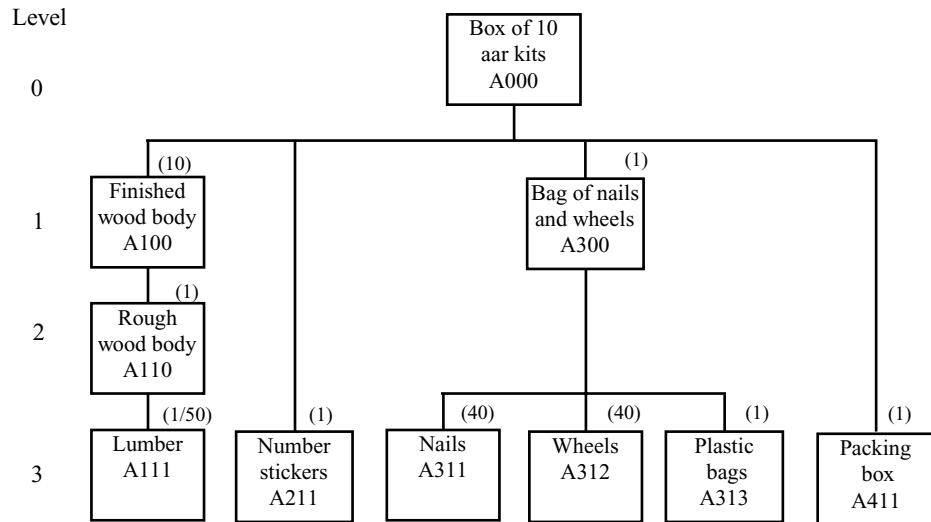 Level
Box of 10
aar kits
A000
0
(10)
(1)
Finished
wood body
A100
Bag of nails
and wheels
A300
1
(1)
Rough
wood body
A110
2
(1/50)
(1)
(40)
(40)
(1)
(1)
Lumber
A111
Number
stickers
A211
Nails
A311
Wheels
A312
Plastic
bags
A313
Packing
box
A411
3